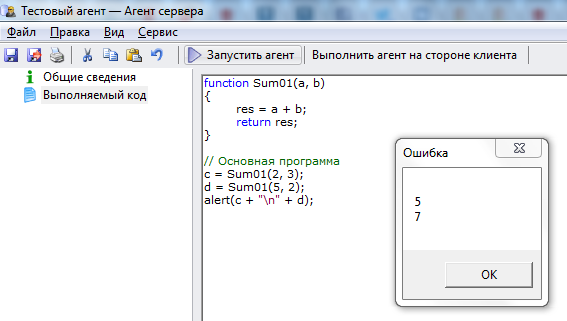 Тестовый агент — Агент сервера
Файл Правка Вид Сервис
Запустить агент Выполнить агент на стороне клиента
Общие сведения
Выполняемый код
function Sum01(a, b)
{
res = a + b;
return res;
}
// Основная программа
c = Sum01(2, 3);
d = Sum01(5, 2);
alert(c + "\n" + d);
Ошибка
5
7
OK